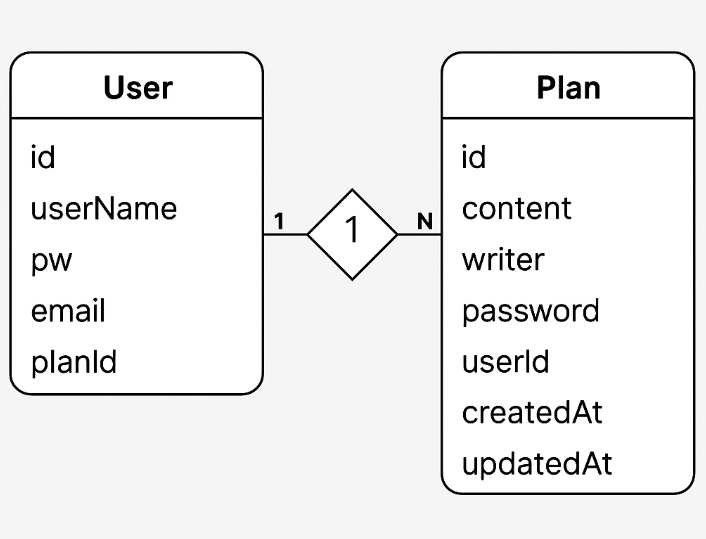 User
id
userName
pw
email
planId
1
1
N
Plan
id
content
writer
password
userId
createdAt
updatedAt